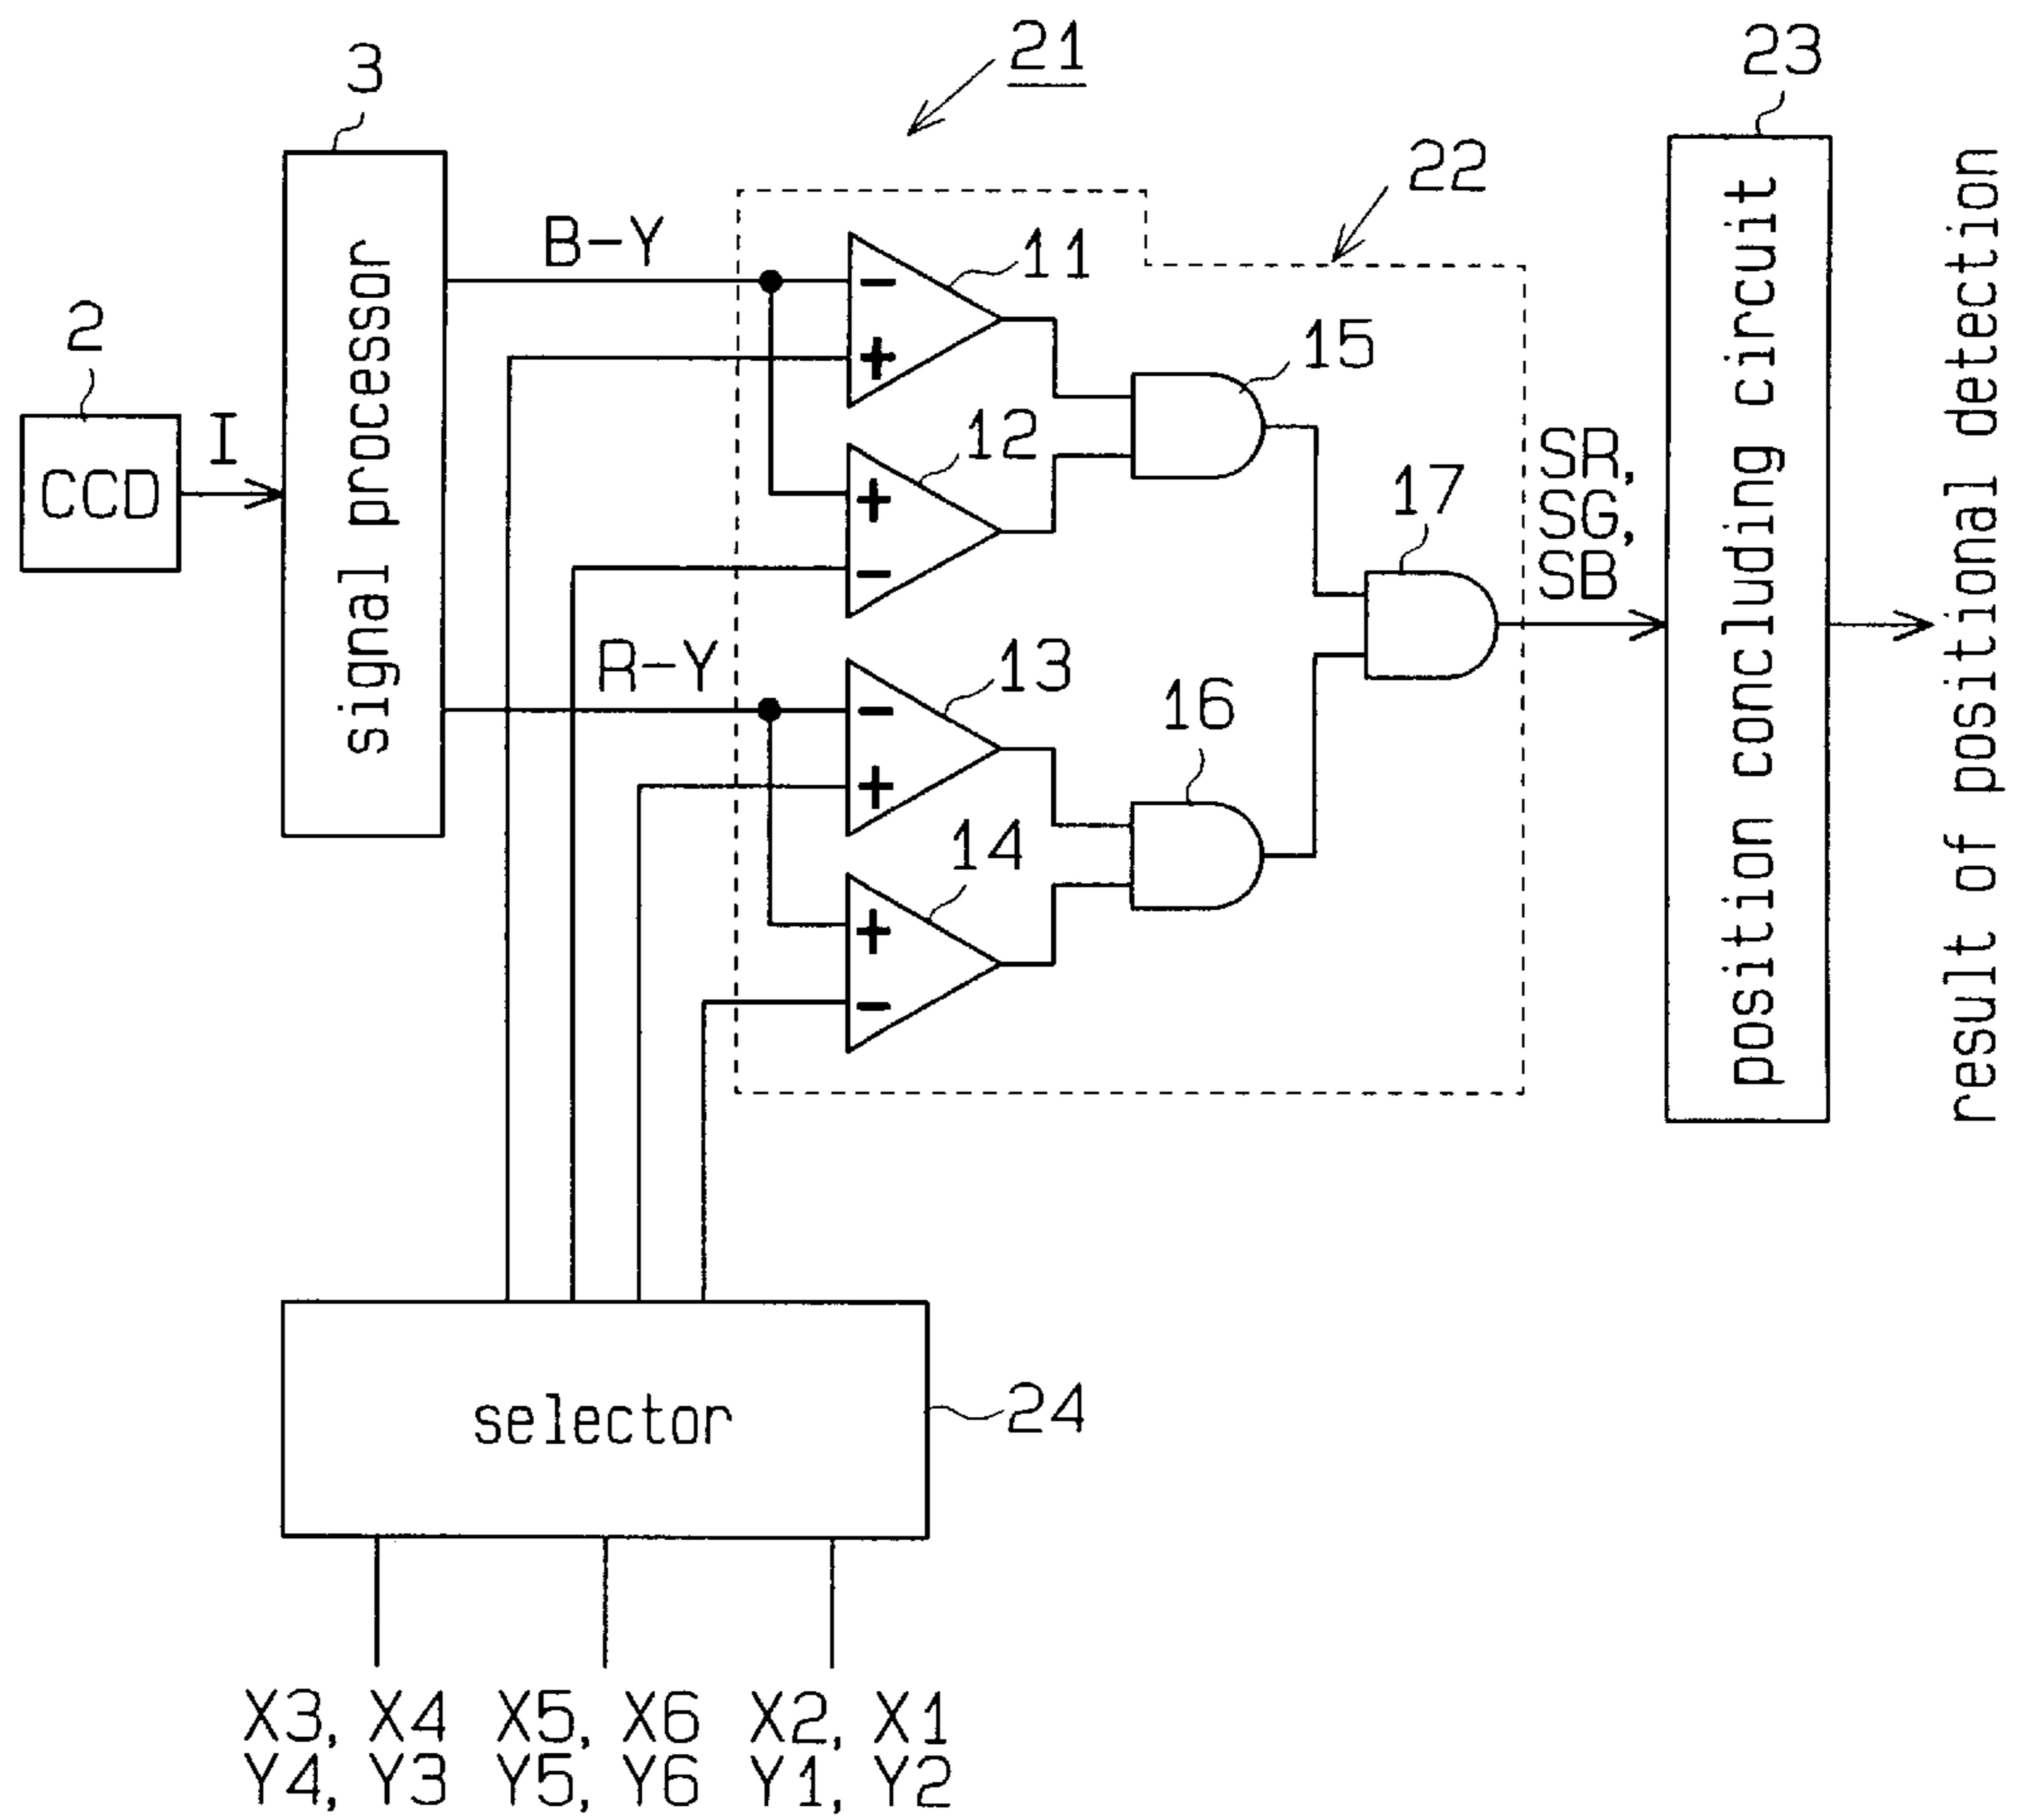 21
3
23
22
B-Y
11
signal processor
2
15
CCD
I
12
SR,
SG,
SB
17
position concluding circuit
result of positional detection
R-Y
13
16
14
selector
24
X3, X4
Y4, Y3
X5, X6
Y5, Y6
X2, X1
Y1, Y2
+
-
-
+
+
-
-
+